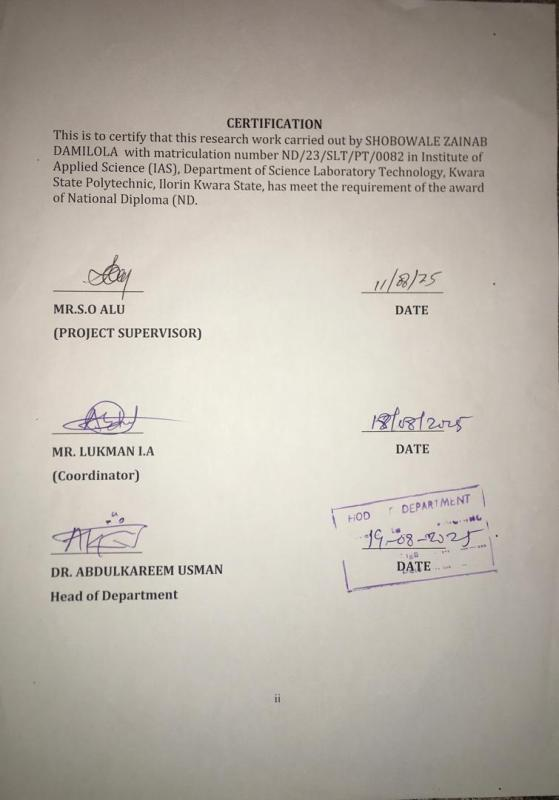 CERTIFICATION
This is to certify that this research work carried out by SHOBOWALE ZAINAB
DAMILOLA with matriculation number ND/23/SLT/PT/0082 in Institute of
Applied Science (IAS), Department of Science Laboratory Technology, Kwara
State Polytechnic, Ilorin Kwara State, has meet the requirement of the award
of National Diploma (ND.
11/08/25
MR.S.O ALU
DATE
(PROJECT SUPERVISOR)
18/08/2025
MR. LUKMAN I.A
DATE
(Coordinator)
HOD DEPARTMENT
19-08-2025
DR. ABDULKAREEM USMAN
DATE
Head of Department
ii